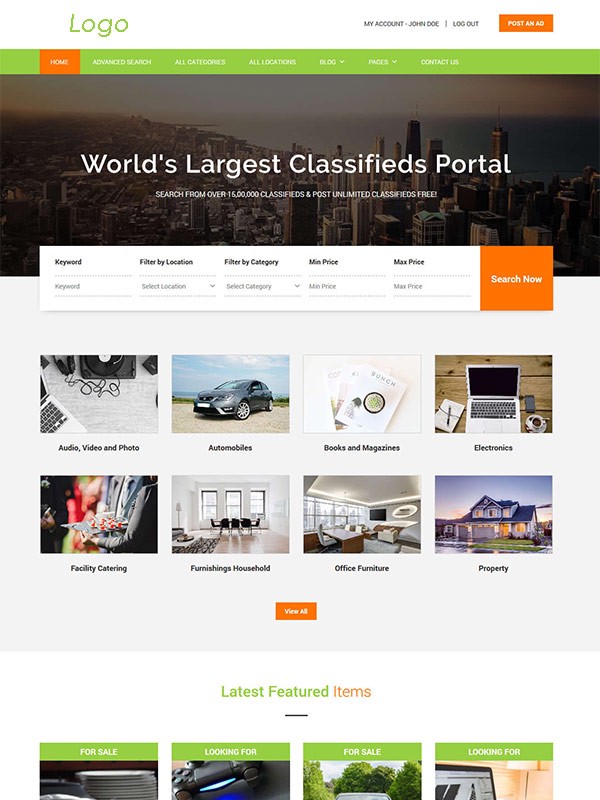 Logo
MY ACCOUNT - JOHN DOE | LOG OUT
POST AN AD
HOME ADVANCED SEARCH ALL CATEGORIES ALL LOCATIONS BLOG PAGES CONTACT US
World's Largest Classifieds Portal
SEARCH FROM OVER 15,00,000 CLASSIFIEDS & POST UNLIMITED CLASSIFIEDS FREE!
Keyword Filter by Location Filter by Category Min Price Max Price
Keyword Select Location Select Category Min Price Max Price
Search Now
BUNCH
Audio, Video and Photo Automobiles Books and Magazines Electronics
Facility Catering Furnishings Household Office Furniture Property
View All
Latest Featured Items
FOR SALE LOOKING FOR FOR SALE LOOKING FOR